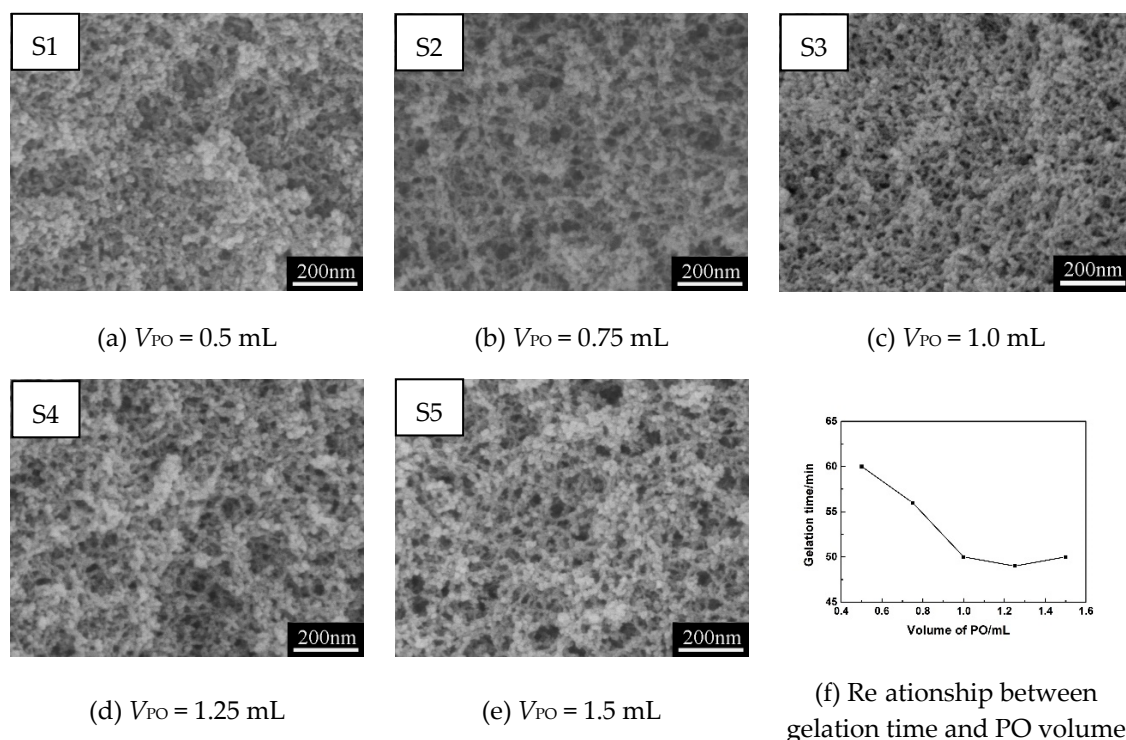 S1
S2
S3
200nm
200nm
200nm
(a) VPO = 0.5 mL
(b) VPO = 0.75 mL
(c) VPO = 1.0 mL
S4
S5
200nm
200nm
65
60
55
50
45
0.4 0.6 0.8 1.0 1.2 1.4 1.6
Gelation time/min
Volume of PO/mL
(d) VPO = 1.25 mL
(e) VPO = 1.5 mL
(f) Re ationship between
gelation time and PO volume